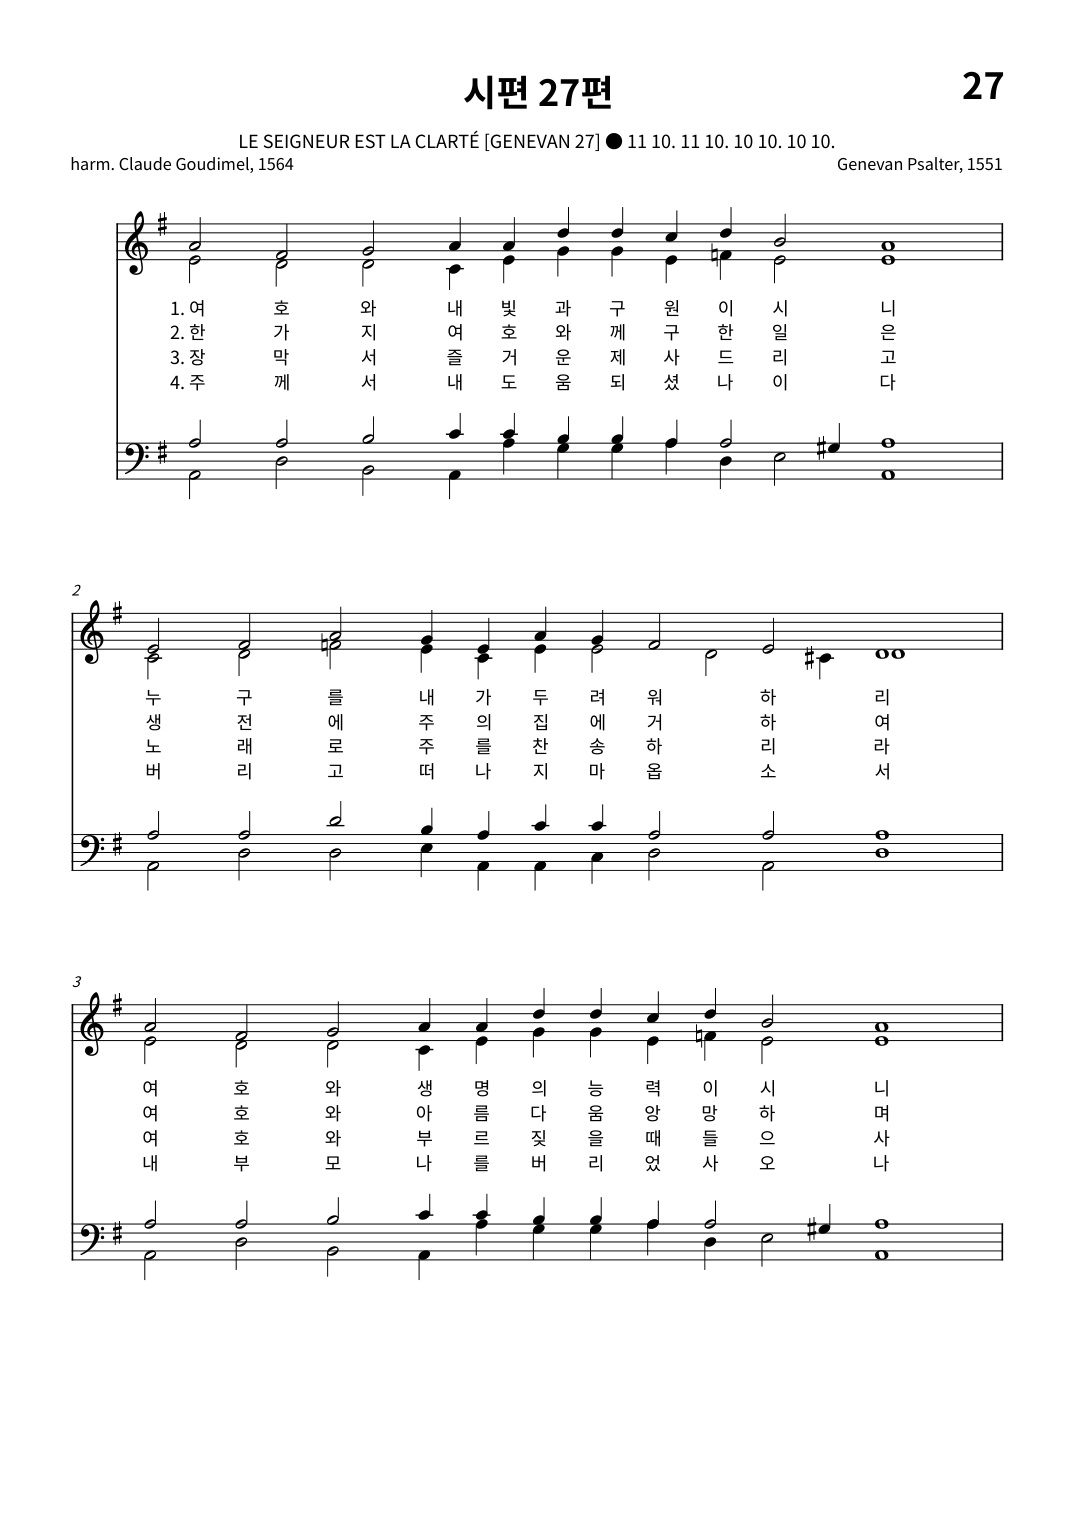 시편 27편
27
LE SEIGNEUR EST LA CLARTÉ [GENEVAN 27] ● 11 10. 11 10. 10 10. 10 10.
harm. Claude Goudimel, 1564
Genevan Psalter, 1551
1. 여 호 와 내 빛 과 구 원 이 시 니
2. 한 가 지 여 호 와 께 구 한 일 은
3. 장 막 서 즐 거 운 제 사 드 리 고
4. 주 께 서 내 도 움 되 셨 나 이 다
2
누 구 를 내 가 두 려 워 하 리
생 전 에 주 의 집 에 거 하 여
노 래 로 주 를 찬 송 하 리 라
버 리 고 떠 나 지 마 옵 소 서
3
여 호 와 생 명 의 능 력 이 시 니
여 호 와 아 름 다 움 앙 망 하 며
여 호 와 부 르 짖 을 때 들 으 사
내 부 모 나 를 버 리 었 사 오 나